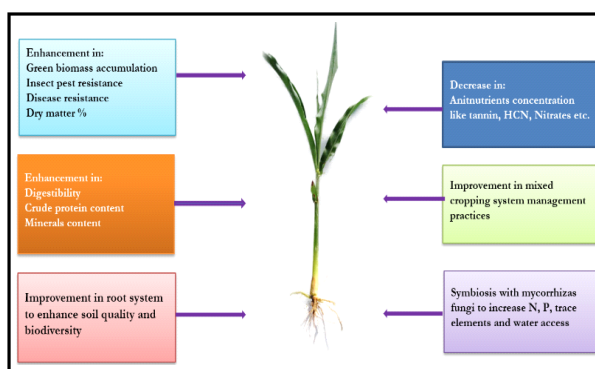 Enhancement in:
Green biomass accumulation
Insect pest resistance
Disease resistance
Dry matter %
Decrease in:
Anitnutrients concentration
like tannin, HCN, Nitrates etc.
Enhancement in:
Digestibility
Crude protein content
Minerals content
Improvement in mixed
cropping system management
practices
Improvement in root system
to enhance soil quality and
biodiversity
Symbiosis with mycorrhizas
fungi to increase N, P, trace
elements and water access